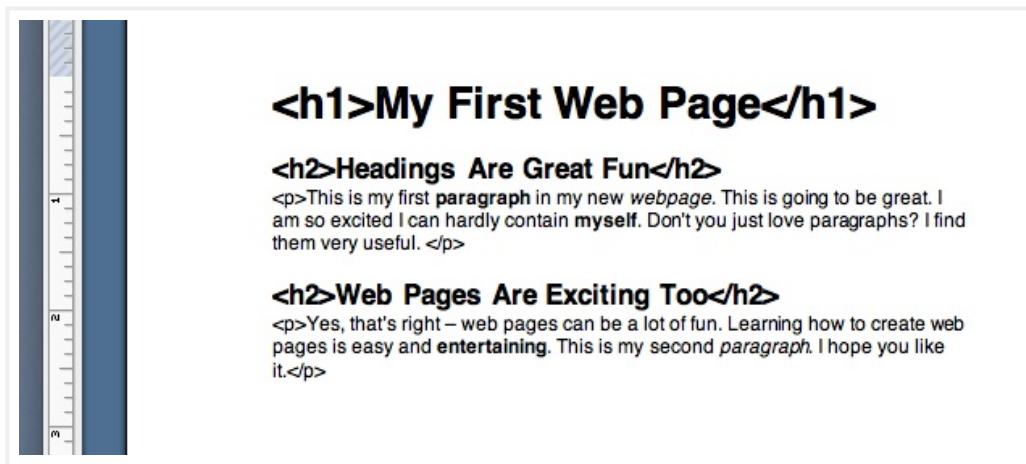 <h1>My First Web Page</h1>
<h2>Headings Are Great Fun</h2>
<p>This is my first paragraph in my new webpage. This is going to be great. I
am so excited I can hardly contain myself. Don't you just love paragraphs? I find
them very useful. </p>
<h2>Web Pages Are Exciting Too</h2>
<p>Yes, that's right – web pages can be a lot of fun. Learning how to create web
pages is easy and entertaining. This is my second paragraph. I hope you like
it.</p>
1
2
3